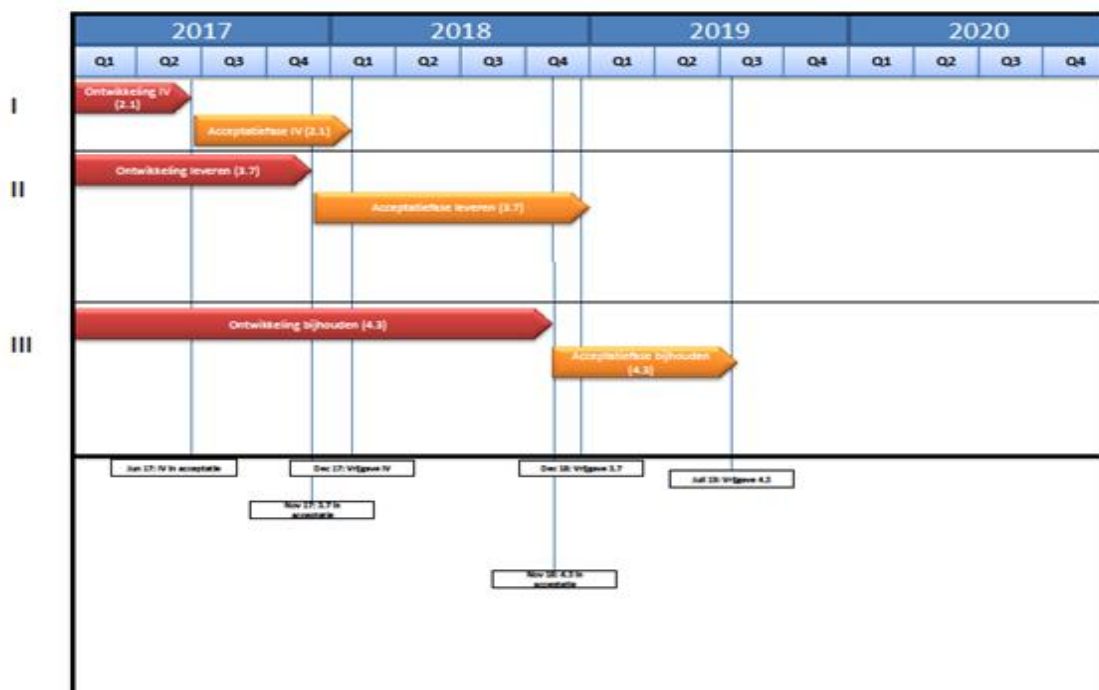 2017 2018 2019 2020
Q1 Q2 Q3 Q4 Q1 Q2 Q3 Q4 Q1 Q2 Q3 Q4 Q1 Q2 Q3 Q4
I
Ontwikkeling IV
(2.1)
Acceptatiefase IV (2.1)
II
Ontwikkeling leveren (3.7)
Acceptatiefase leveren (3.7)
III
Ontwikkeling bijhouden (4.3)
Acceptatiefase bijhouden
(4.3)
Jun 17: IV in acceptatie
Dec 17: Vrijgave IV
Dec 18: Vrijgave 3.7
Juli 19: Vrijgave 4.3
Nov 17: 3.7 in
acceptatie
Nov 18: 4.3 in
acceptatie